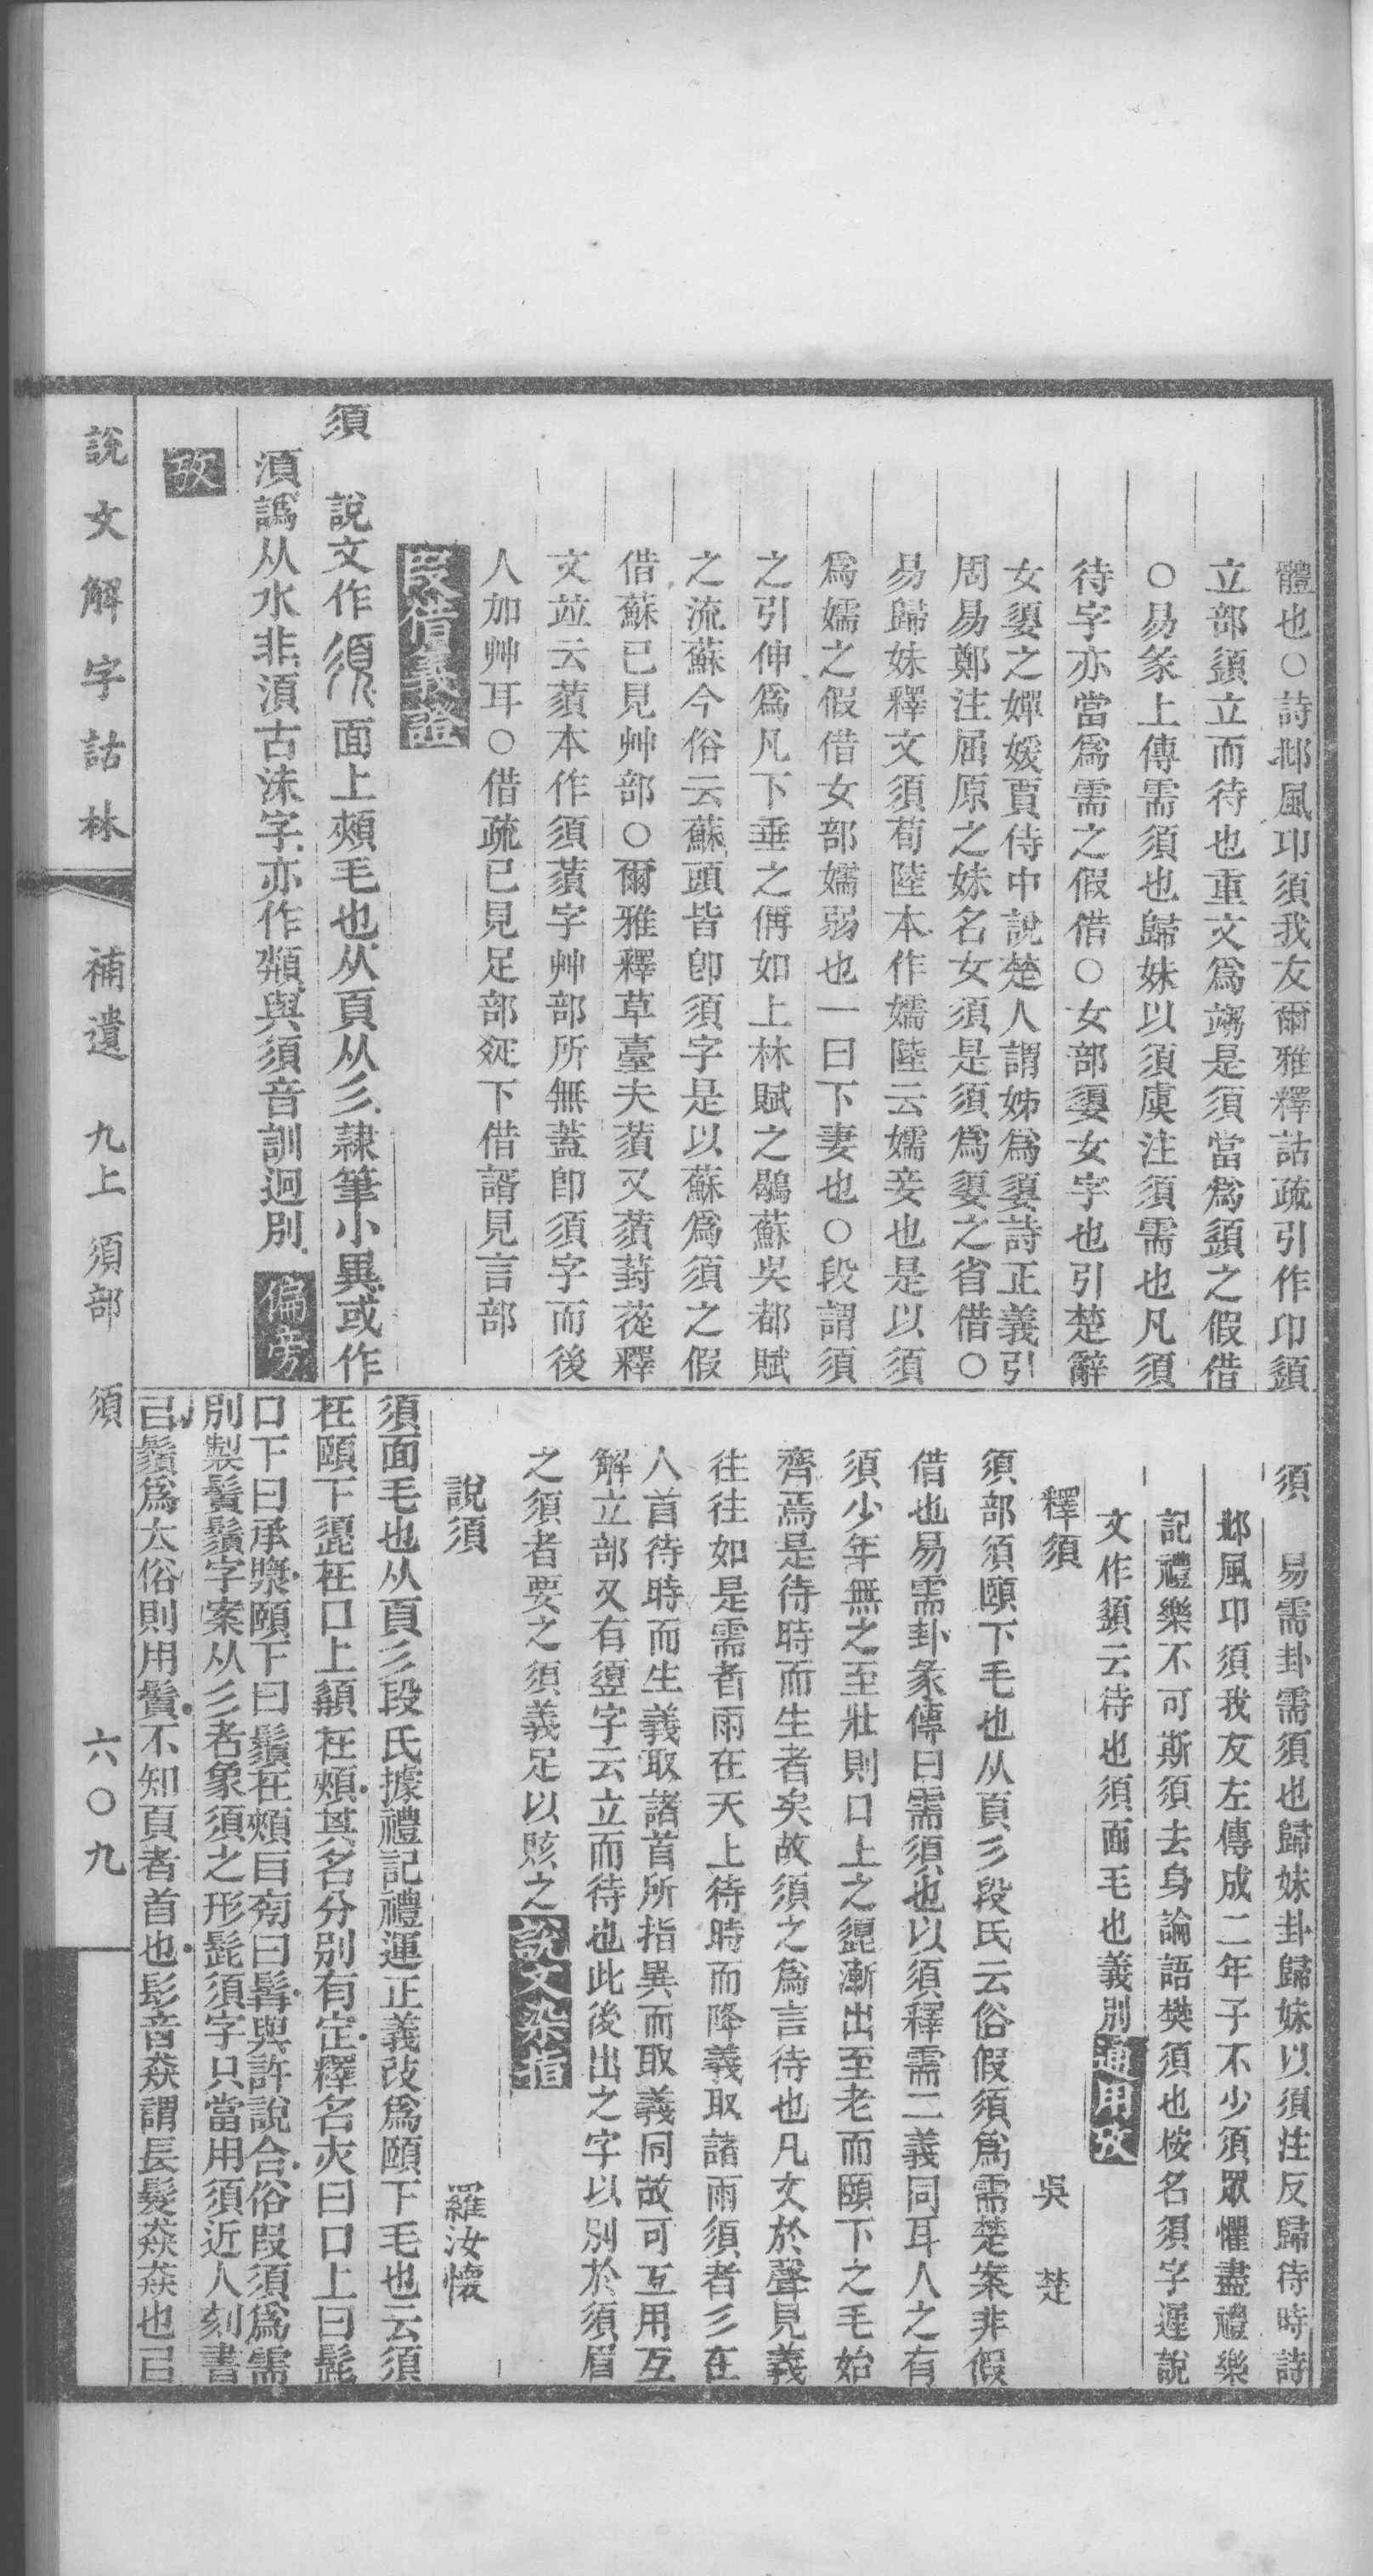 體也○詩邶風卬須我友爾雅釋詁疏引作卬頾
立部頾立而待也重文爲䇓是須當爲頾之假借
○易彖上傳需須也歸妹以須虞注須需也凡須
待字亦當爲需之假借○女部嬃女字也引楚辭
女嬃之嬋媛賈侍中說楚人謂姊爲嬃詩正義引
周易鄭注屈原之妹名女須是須爲嬃之省借○
易歸妹釋文須荀陸本作嬬陸云嬬妾也是以須
爲嬬之假借女部嬬弱也一曰下妻也○段謂須
之引伸爲凡下垂之偁如上林賦之鶡蘇吳都賦
之流蘇今俗云蘇頭皆卽須字是以蘇爲須之假
借蘇已見艸部○爾雅釋草臺夫蕦又蕦葑蓯釋
文竝云蕦本作須蕦字艸部所無蓋卽須字而後
人加艸耳○借疏已見足部䟽下借諝見言部
叚借義證
須　說文作須面上頰毛也从頁从彡隸筆小異或作
湏譌从水非湏古沬字亦作頮與須音訓迥別 偏旁
攷
須　易需卦需須也歸妹卦歸妹以須注反歸待時詩
邶風卬須我友左傳成二年子不少須眾懼盡禮樂
記禮樂不可斯須去身論語樊須也桉名須字遲說
文作頾云待也須面毛也義別 通用攷
釋須　吳楚
須部須頤下毛也从頁彡段氏云俗假須爲需楚案非假
借也易需卦彖傳曰需須也以須釋需二義同耳人之有
須少年無之至壯則口上之頾漸出至老而頤下之毛始
齊焉是待時而生者矣故須之爲言待也凡文於聲見義
往往如是需者雨在天上待時而降義取諸雨須者彡在
人首待時而生義取諸首所指異而取義同故可互用互
解立部又有䇓字云立而待也此後出之字以別於須眉
之須者要之須義足以賅之 說文染指
說須　羅汝懷
須面毛也从頁彡段氏據禮記禮運正義改爲頤下毛也云須
在頤下頾在口上䫇在頰其名分別有定釋名亦曰口上曰髭
口下曰承漿頤下曰鬚在頰耳旁曰髯與許說合俗叚須爲需
別製鬢鬚字案从彡者象須之形髭須字只當用須近人刻書
已鬚爲太俗則用鬢不知頁者首也髟音猋謂長髮猋猋也已
說文解字詁林　補遺　九上　須部　須　六〇九